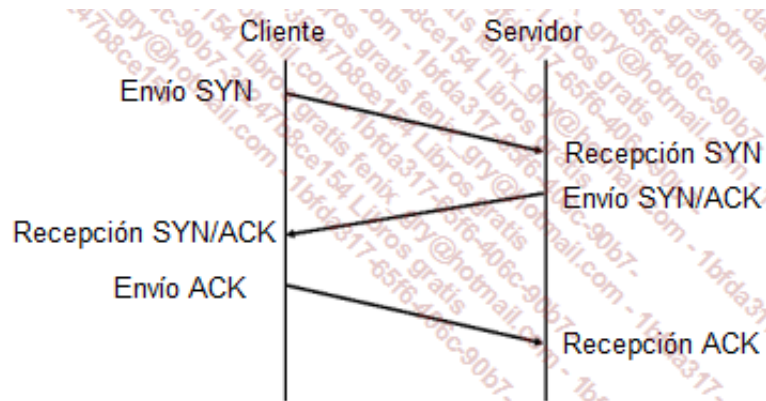 Cliente
Servidor
Envío SYN
Recepción SYN
Envío SYN/ACK
Recepción SYN/ACK
Envío ACK
Recepción ACK